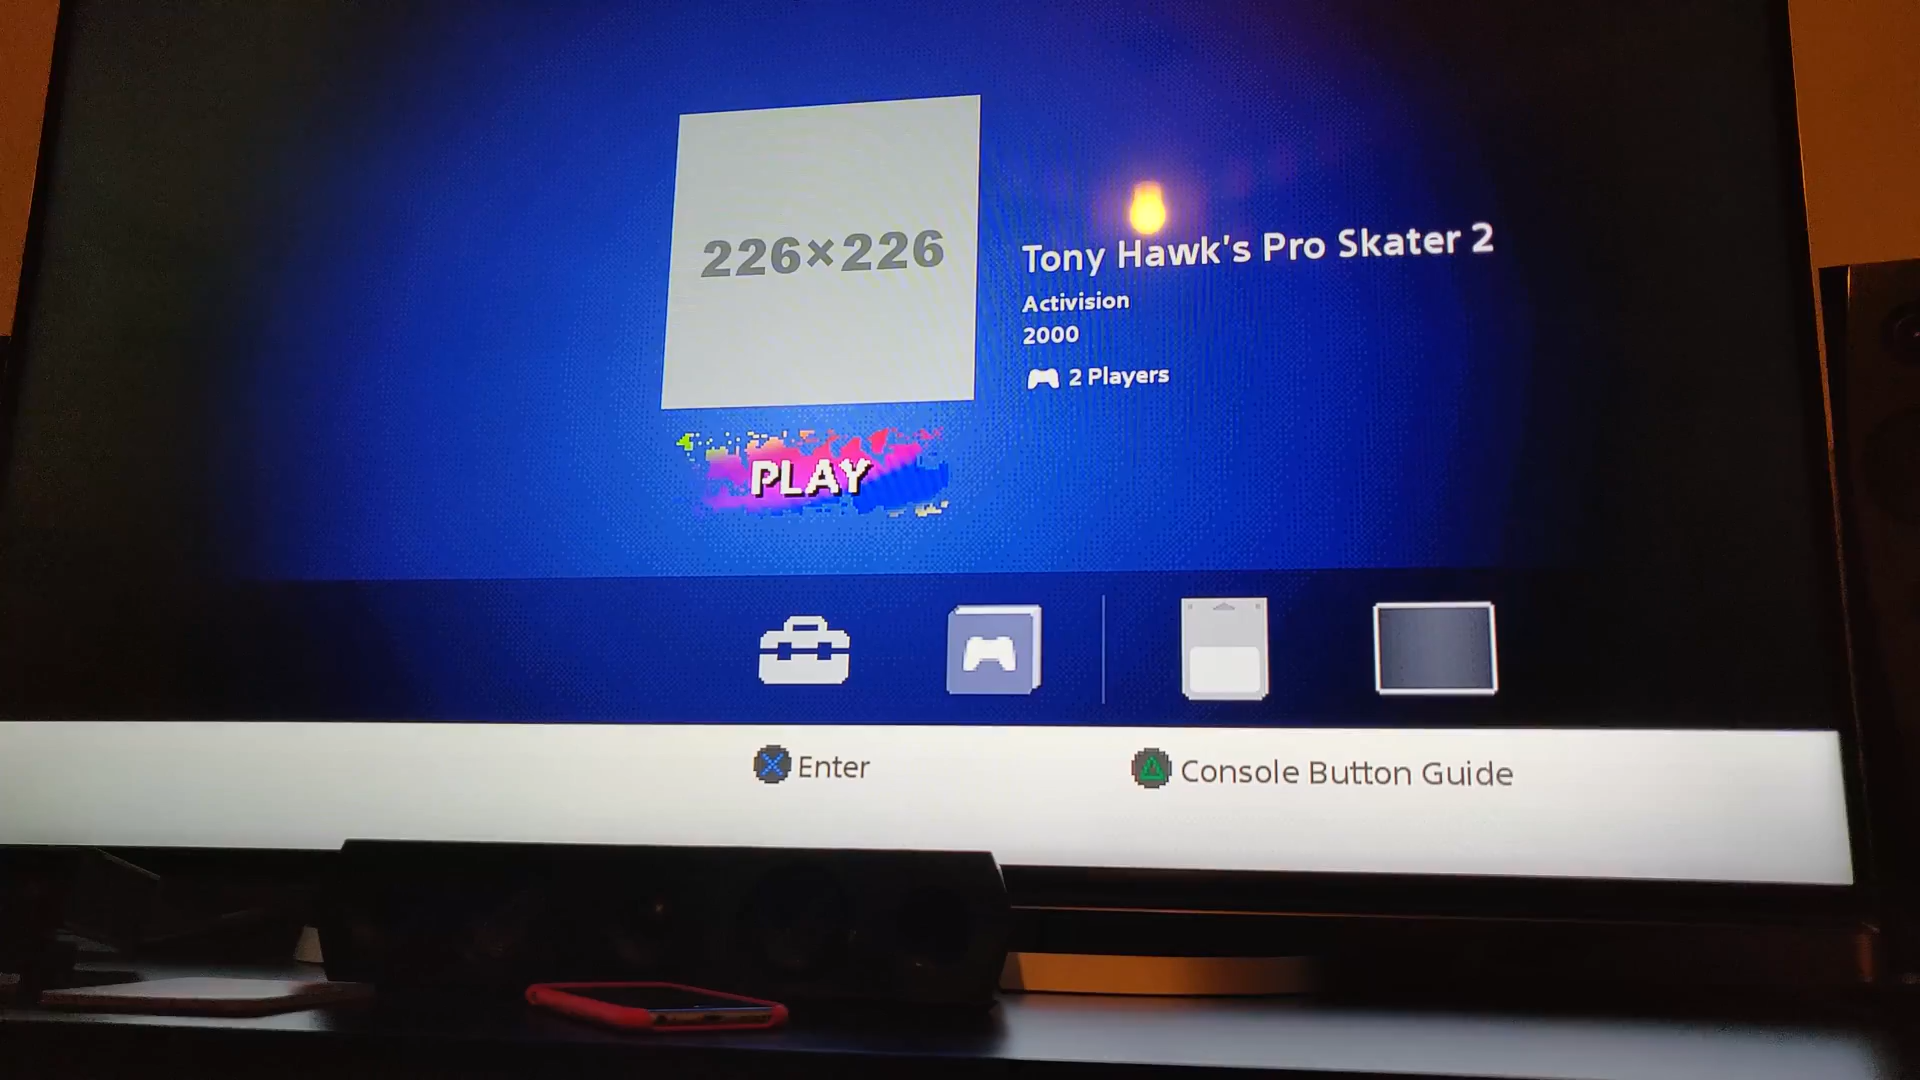 226×226
Tony Hawk's Pro Skater 2
Activision
2000
2 Players
PLAY
Enter
Console Button Guide